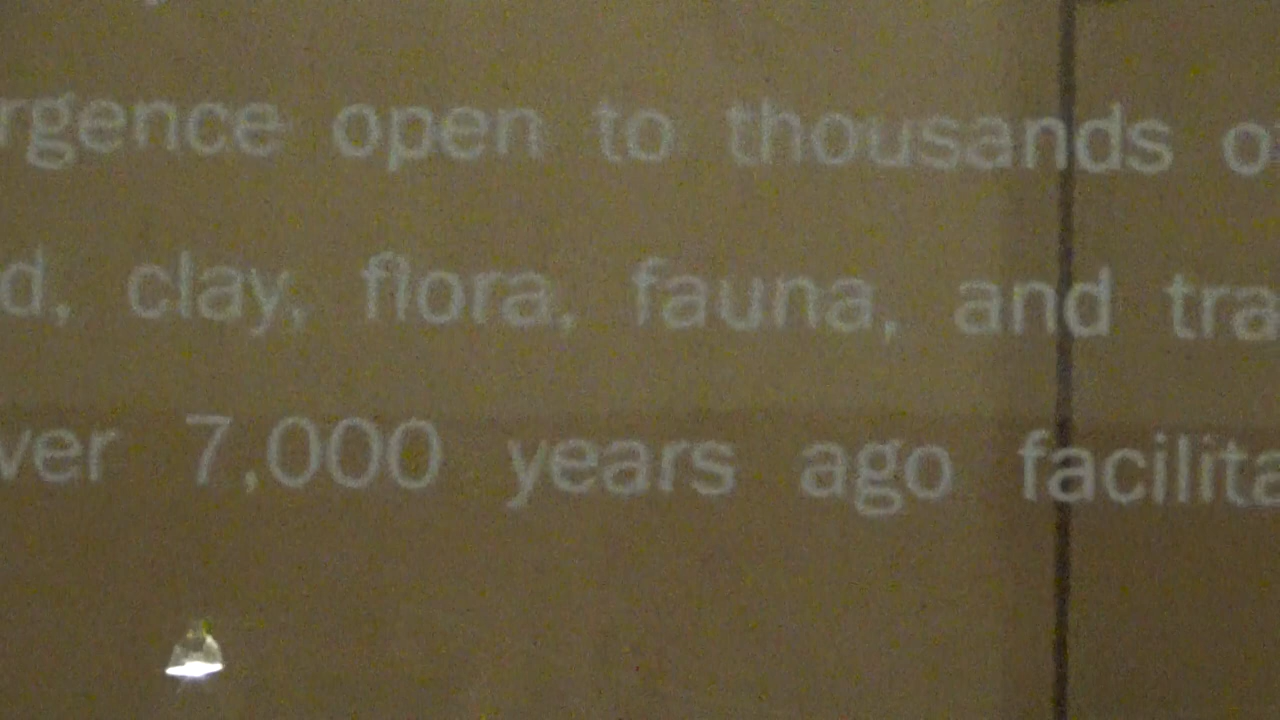 rgence open to thousands o
d, clay, flora, fauna, and tra
ver 7,000 years ago facilita